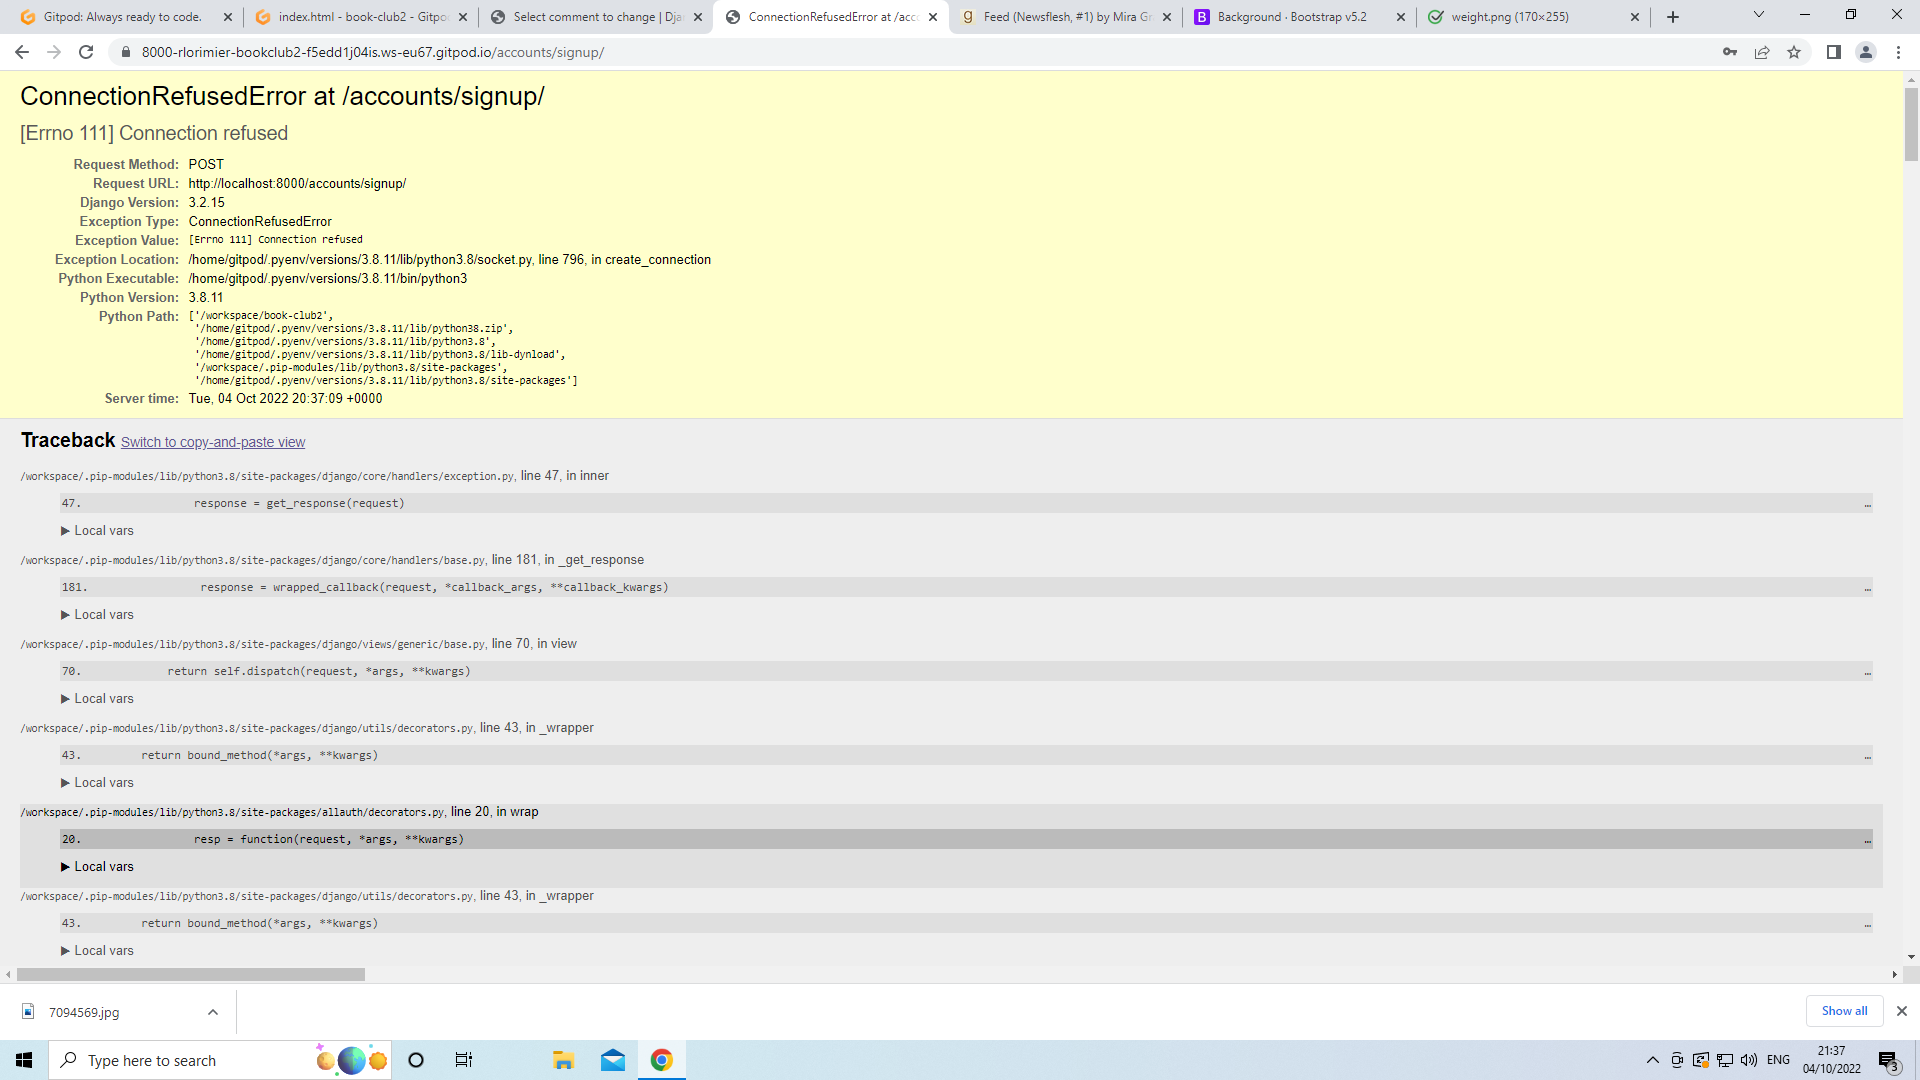 Gitpod: Always ready to code.
index.html - book-club2 - Gitpo
Select comment to change | Dja
ConnectionRefusedError at /acco
Feed (Newsflesh, #1) by Mira Gr
Background · Bootstrap v5.2
weight.png (170×255)
8000-rlorimier-bookclub2-f5edd1j04is.ws-eu67.gitpod.io/accounts/signup/
ConnectionRefusedError at /accounts/signup/
[Errno 111] Connection refused
Request Method: POST
Request URL: http://localhost:8000/accounts/signup/
Django Version: 3.2.15
Exception Type: ConnectionRefusedError
Exception Value: [Errno 111] Connection refused
Exception Location: /home/gitpod/.pyenv/versions/3.8.11/lib/python3.8/socket.py, line 796, in create_connection
Python Executable: /home/gitpod/.pyenv/versions/3.8.11/bin/python3
Python Version: 3.8.11
Python Path: ['/workspace/book-club2',
'/home/gitpod/.pyenv/versions/3.8.11/lib/python38.zip',
'/home/gitpod/.pyenv/versions/3.8.11/lib/python3.8',
'/home/gitpod/.pyenv/versions/3.8.11/lib/python3.8/lib-dynload',
'/workspace/.pip-modules/lib/python3.8/site-packages',
'/home/gitpod/.pyenv/versions/3.8.11/lib/python3.8/site-packages']
Server time: Tue, 04 Oct 2022 20:37:09 +0000
Traceback Switch to copy-and-paste view
/workspace/.pip-modules/lib/python3.8/site-packages/django/core/handlers/exception.py, line 47, in inner
47. response = get_response(request) …
▶ Local vars
/workspace/.pip-modules/lib/python3.8/site-packages/django/core/handlers/base.py, line 181, in _get_response
181. response = wrapped_callback(request, *callback_args, **callback_kwargs) …
▶ Local vars
/workspace/.pip-modules/lib/python3.8/site-packages/django/views/generic/base.py, line 70, in view
70. return self.dispatch(request, *args, **kwargs) …
▶ Local vars
/workspace/.pip-modules/lib/python3.8/site-packages/django/utils/decorators.py, line 43, in _wrapper
43. return bound_method(*args, **kwargs) …
▶ Local vars
/workspace/.pip-modules/lib/python3.8/site-packages/allauth/decorators.py, line 20, in wrap
20. resp = function(request, *args, **kwargs) …
▶ Local vars
/workspace/.pip-modules/lib/python3.8/site-packages/django/utils/decorators.py, line 43, in _wrapper
43. return bound_method(*args, **kwargs) …
▶ Local vars
7094569.jpg
Show all
Type here to search
ENG
21:37
04/10/2022
3